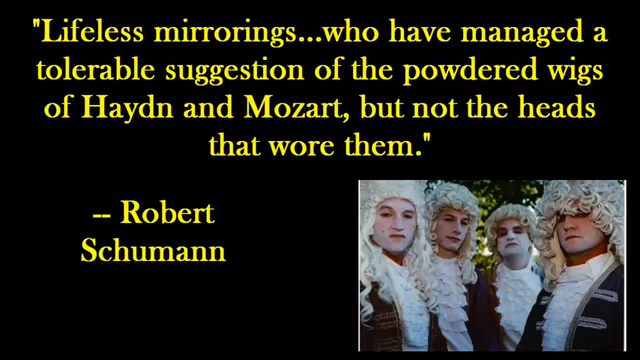 "Lifeless mirrorings...who have managed a
tolerable suggestion of the powdered wigs
of Haydn and Mozart, but not the heads
that wore them."
-- Robert
Schumann